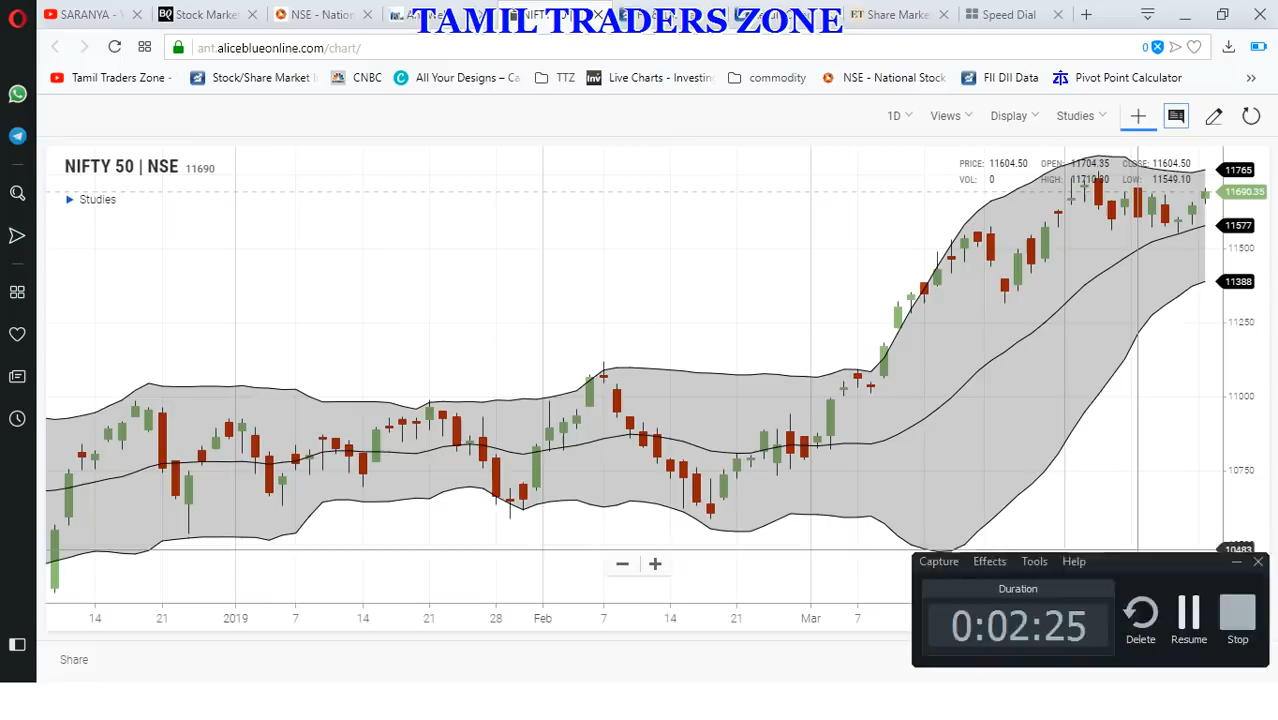 TAMIL TRADERS ZONE
SARANYA - Stock Marke NSE - Nation Share Marke Speed Dial
ant.aliceblueonline.com/chart/ 0
Tamil Traders Zone - Stock/Share Market CNBC All Your Designs – Ca TTZ Live Charts - Investin commodity NSE - National Stock FII DII Data Pivot Point Calculator »
1D Views Display Studies
NIFTY 50 | NSE 11690
PRICE: 11604.50 OPEN: 11704.35 CLOSE: 11604.50
VOL: 0 HIGH: 11710.30 LOW: 11549.10
Studies
11765
11690.35
11577
11500
11388
11250
11000
10750
10483
14 21 2019 7 14 21 28 Feb 7 14 21 Mar 7
Capture Effects Tools Help
Duration
0:02:25
Delete Resume Stop
Share